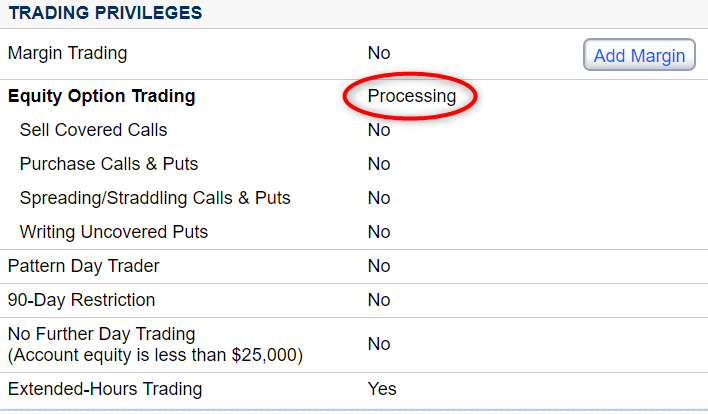 TRADING PRIVILEGES
Margin Trading No Add Margin
Equity Option Trading Processing
Sell Covered Calls No
Purchase Calls & Puts No
Spreading/Straddling Calls & Puts No
Writing Uncovered Puts No
Pattern Day Trader No
90-Day Restriction No
No Further Day Trading
(Account equity is less than $25,000) No
Extended-Hours Trading Yes